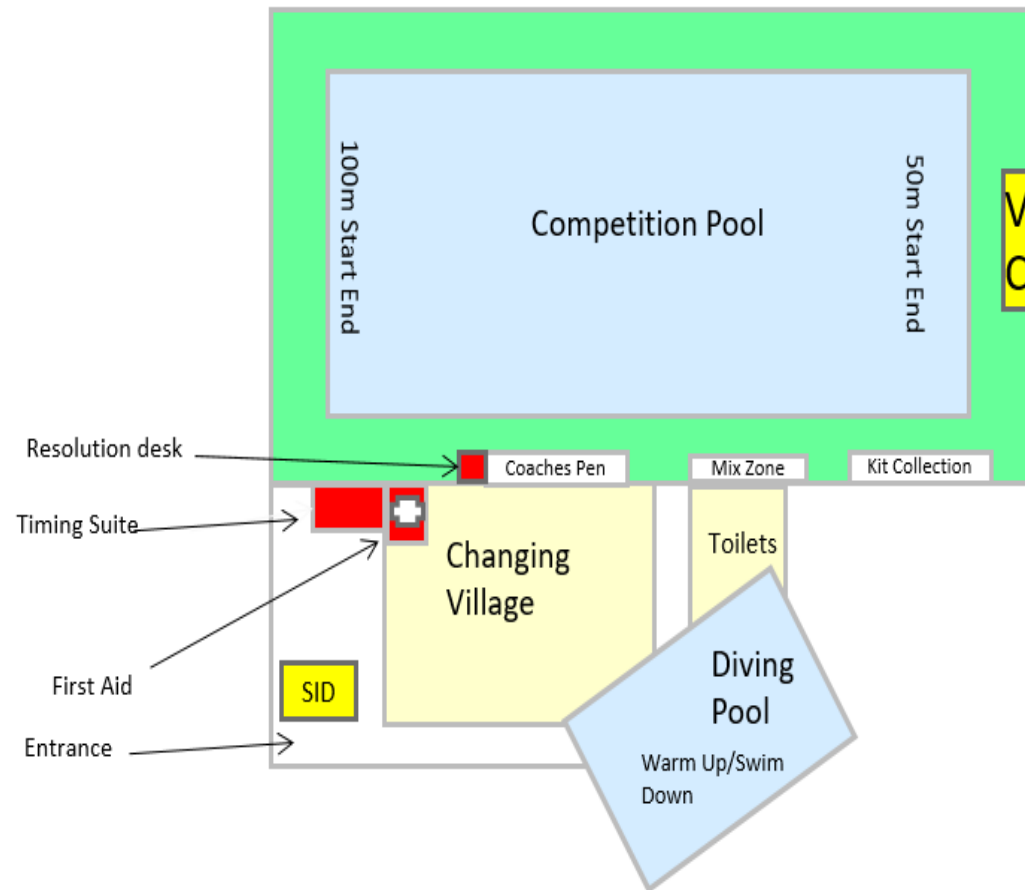 100m Start End
Competition Pool
50m Start End
V
C
Resolution desk
Coaches Pen
Mix Zone
Kit Collection
Timing Suite
Changing
Village
Toilets
First Aid
SID
Diving
Pool
Entrance
Warm Up/Swim
Down